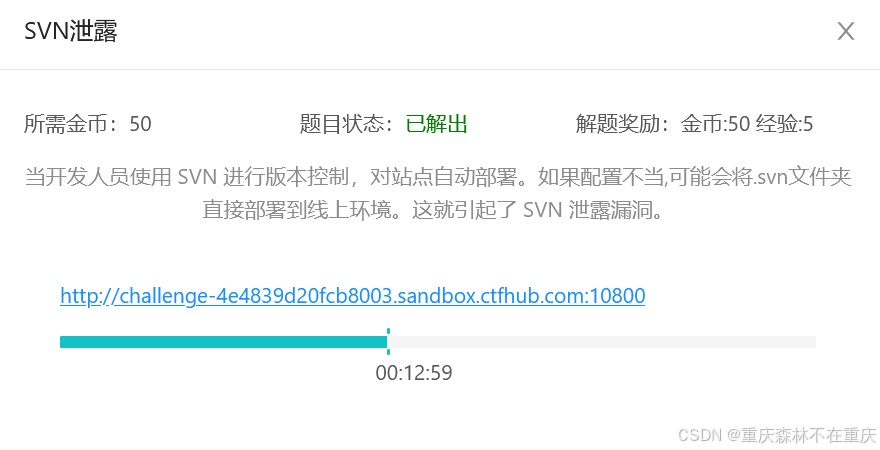 SVN泄露
所需金币：50 题目状态：已解出 解题奖励：金币:50 经验:5
当开发人员使用 SVN 进行版本控制，对站点自动部署。如果配置不当,可能会将.svn文件夹
直接部署到线上环境。这就引起了 SVN 泄露漏洞。
http://challenge-4e4839d20fcb8003.sandbox.ctfhub.com:10800
00:12:59
CSDN @重庆森林不在重庆